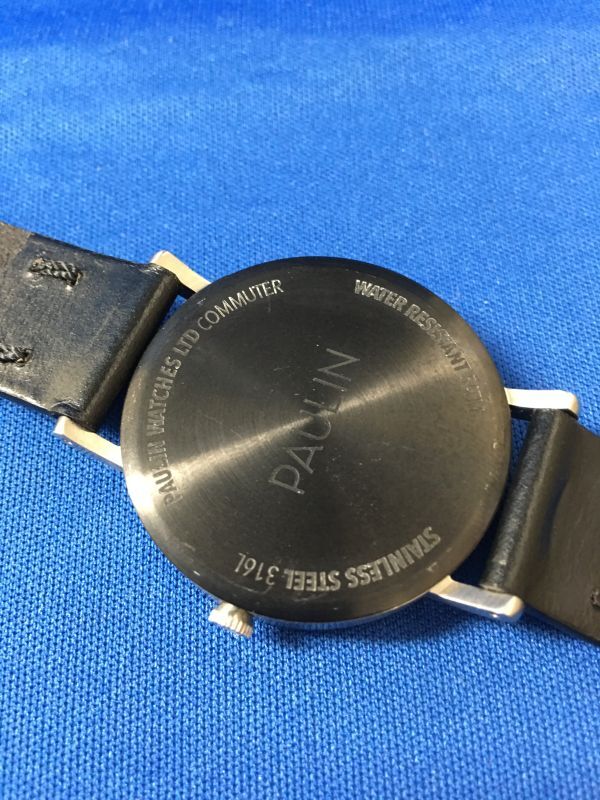 PAULIN WATCHES LTD COMMUTER
WATER RESISTANT
PAULIN
STAINLESS STEEL 316L